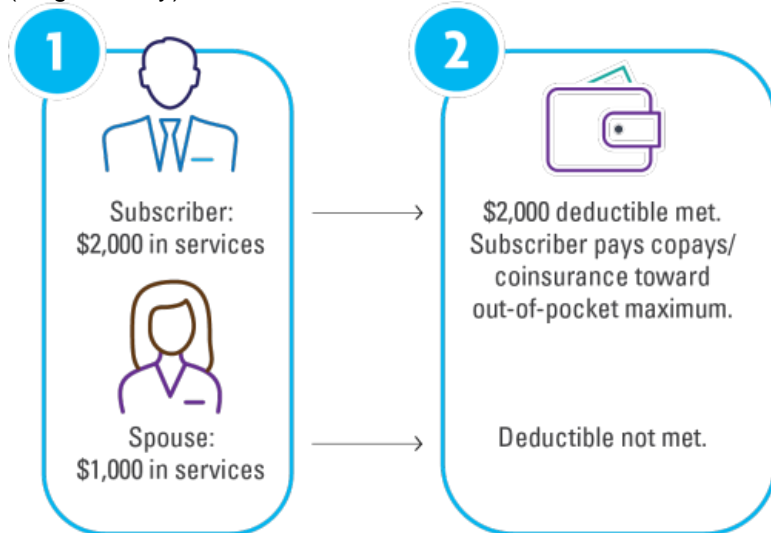 1
Subscriber:
$2,000 in services
Spouse:
$1,000 in services
2
$2,000 deductible met.
Subscriber pays copays/
coinsurance toward
out-of-pocket maximum.
Deductible not met.